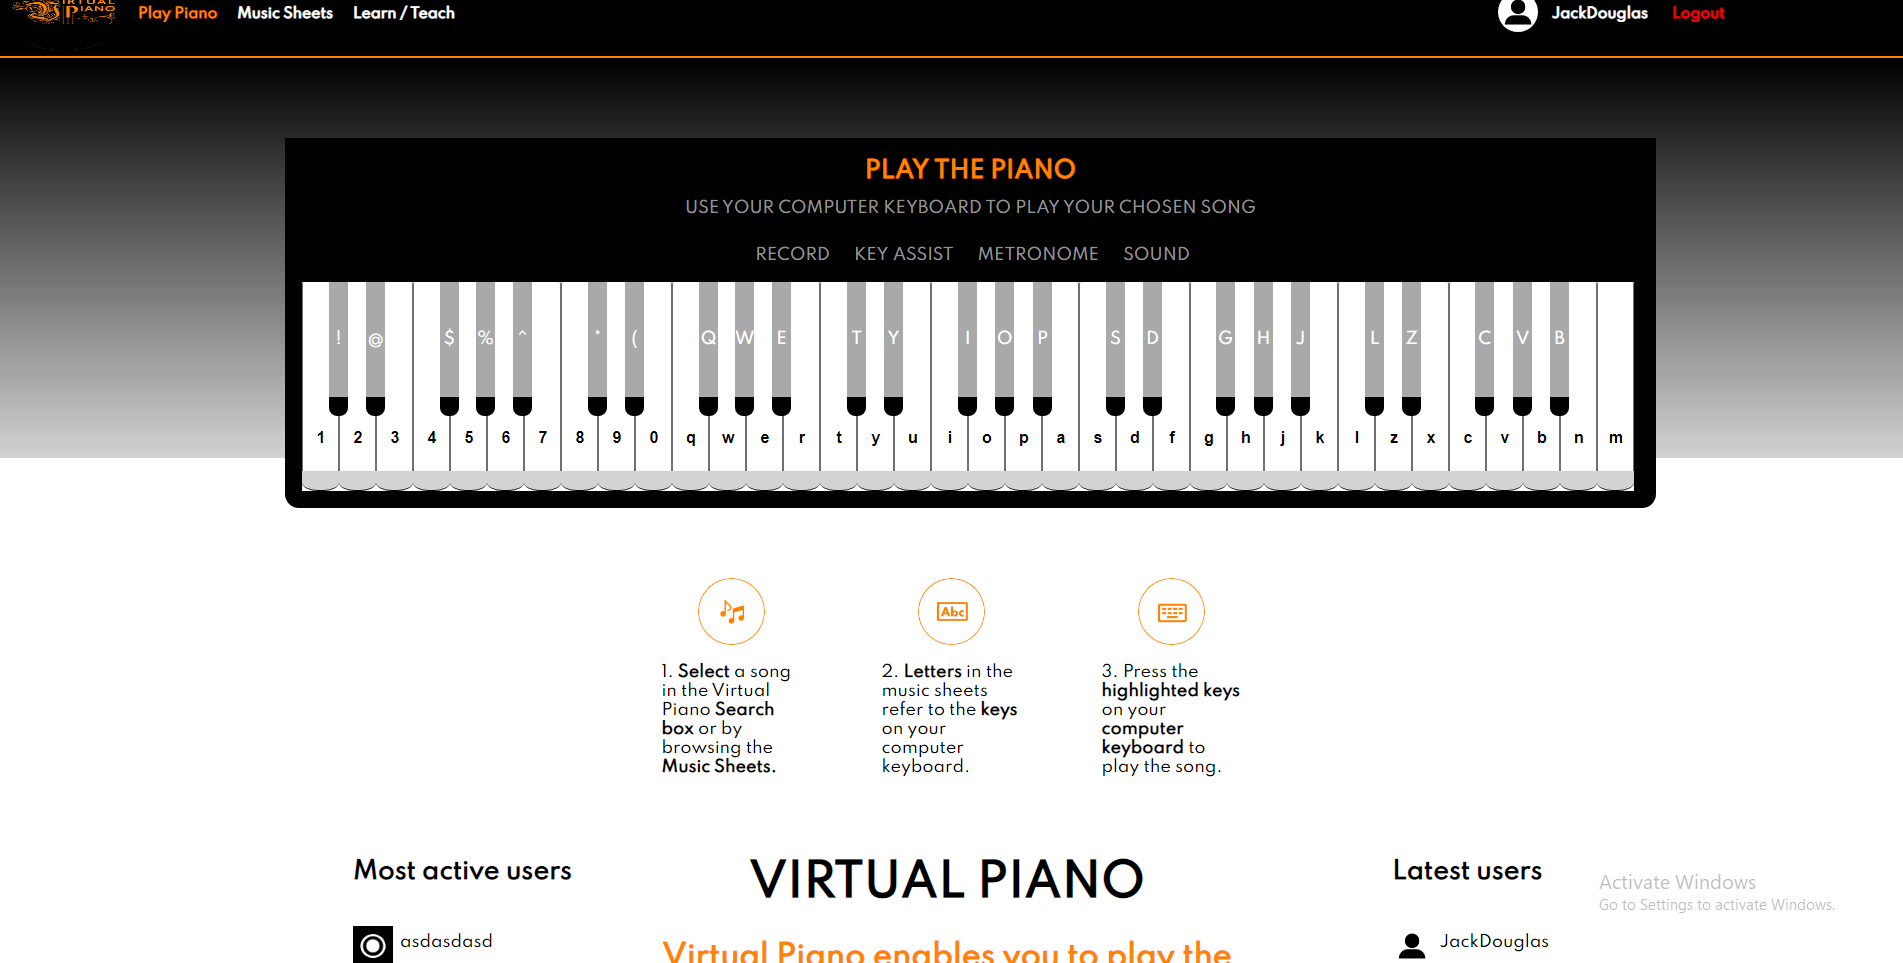 VIRTUAL
PIANO
Play Piano Music Sheets Learn / Teach JackDouglas Logout
PLAY THE PIANO
USE YOUR COMPUTER KEYBOARD TO PLAY YOUR CHOSEN SONG
RECORD KEY ASSIST METRONOME SOUND
! @ $ % ^ * ( Q W E T Y I O P S D G H J L Z C V B
1 2 3 4 5 6 7 8 9 0 q w e r t y u i o p a s d f g h j k l z x c v b n m
Abc
1. Select a song
in the Virtual
Piano Search
box or by
browsing the
Music Sheets.
2. Letters in the
music sheets
refer to the keys
on your
computer
keyboard.
3. Press the
highlighted keys
on your
computer
keyboard to
play the song.
Most active users
asdasdasd
VIRTUAL PIANO
Virtual Piano enables you to play the
Latest users
JackDouglas
Activate Windows
Go to Settings to activate Windows.